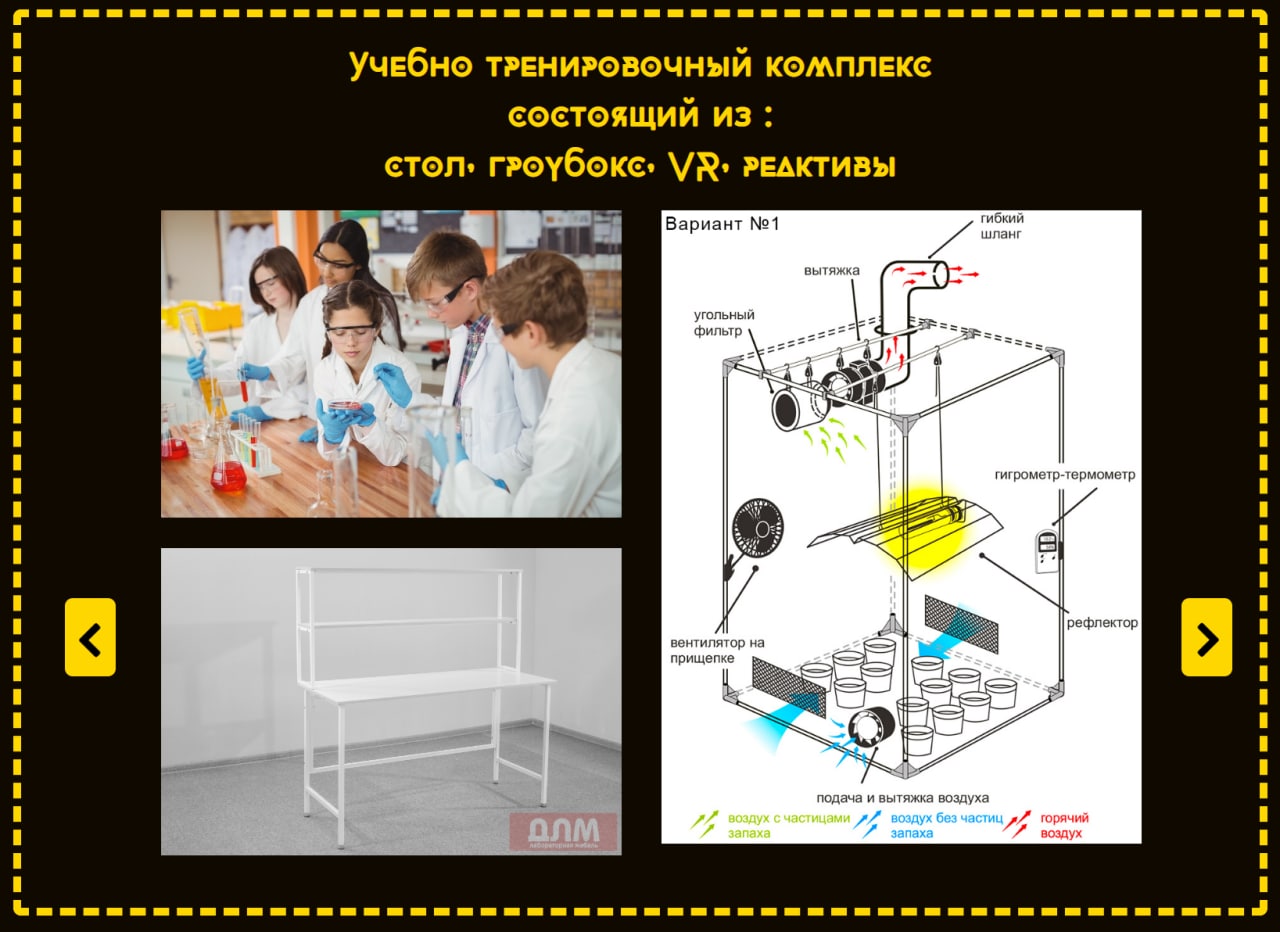 Учебно тренировочный комплекс
состоящий из :
стол, гроубокс, VR, реактивы
Вариант №1
гибкий
шланг
вытяжка
угольный
фильтр
гигрометр-термометр
рефлектор
вентилятор на
прищепке
подача и вытяжка воздуха
воздух с частицами
запаха
воздух без частиц
запаха
горячий
воздух
ДЛМ
лабораторная мебель